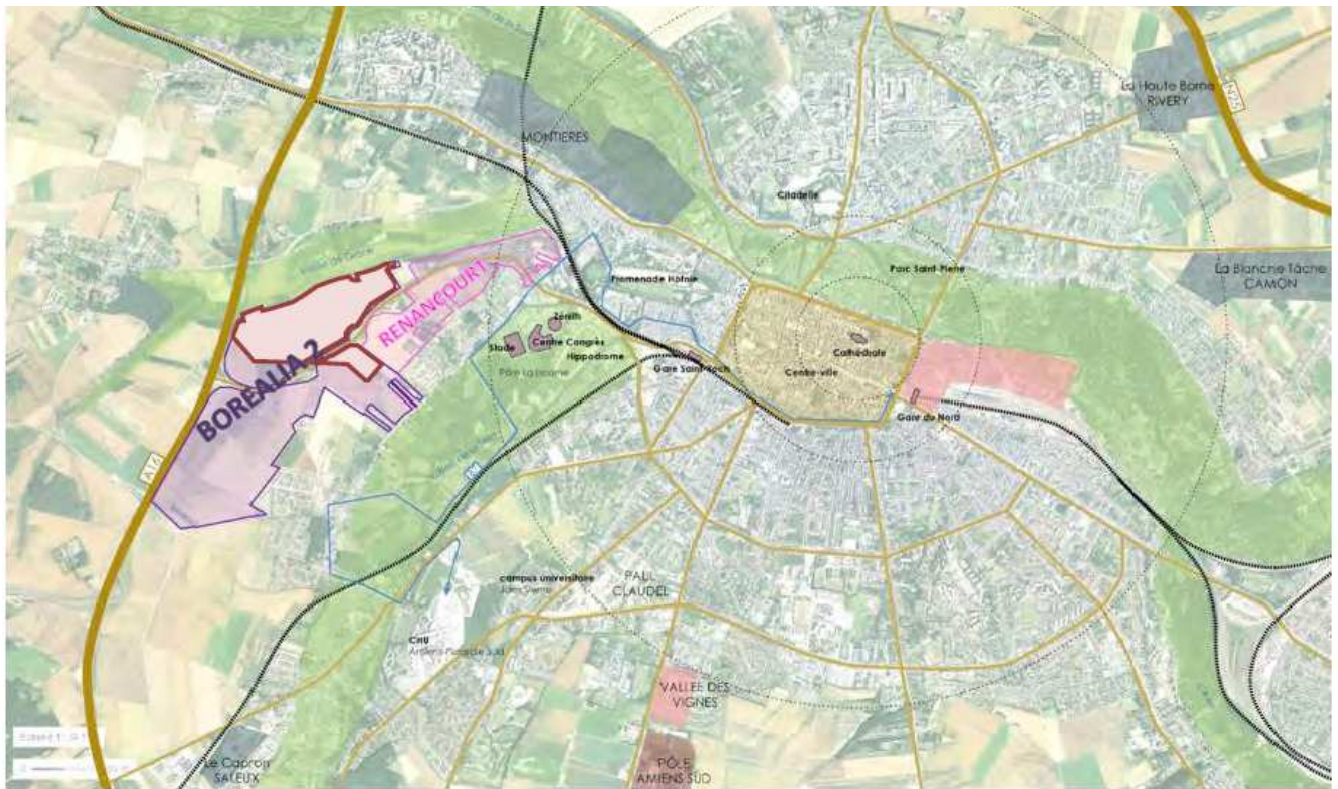 La Haute Borne
RIVERY
N25
MONTIERES
Citadelle
Parc Saint-Pierre
La Blanche Tâche
CAMON
Promenade Hotoie
RENANCOURT
Zénith
Stade
Centre Congrès
Hippodrome
Cathédrale
Centre-ville
Gare Saint-Roch
Gare du Nord
BOREALIA 2
A16
campus universitaire
PAUL
CLAUDEL
CHU
Amiens-Picardie Sud
VALLEE DES
VIGNES
Le Capron
SALEUX
PÔLE
AMIENS SUD